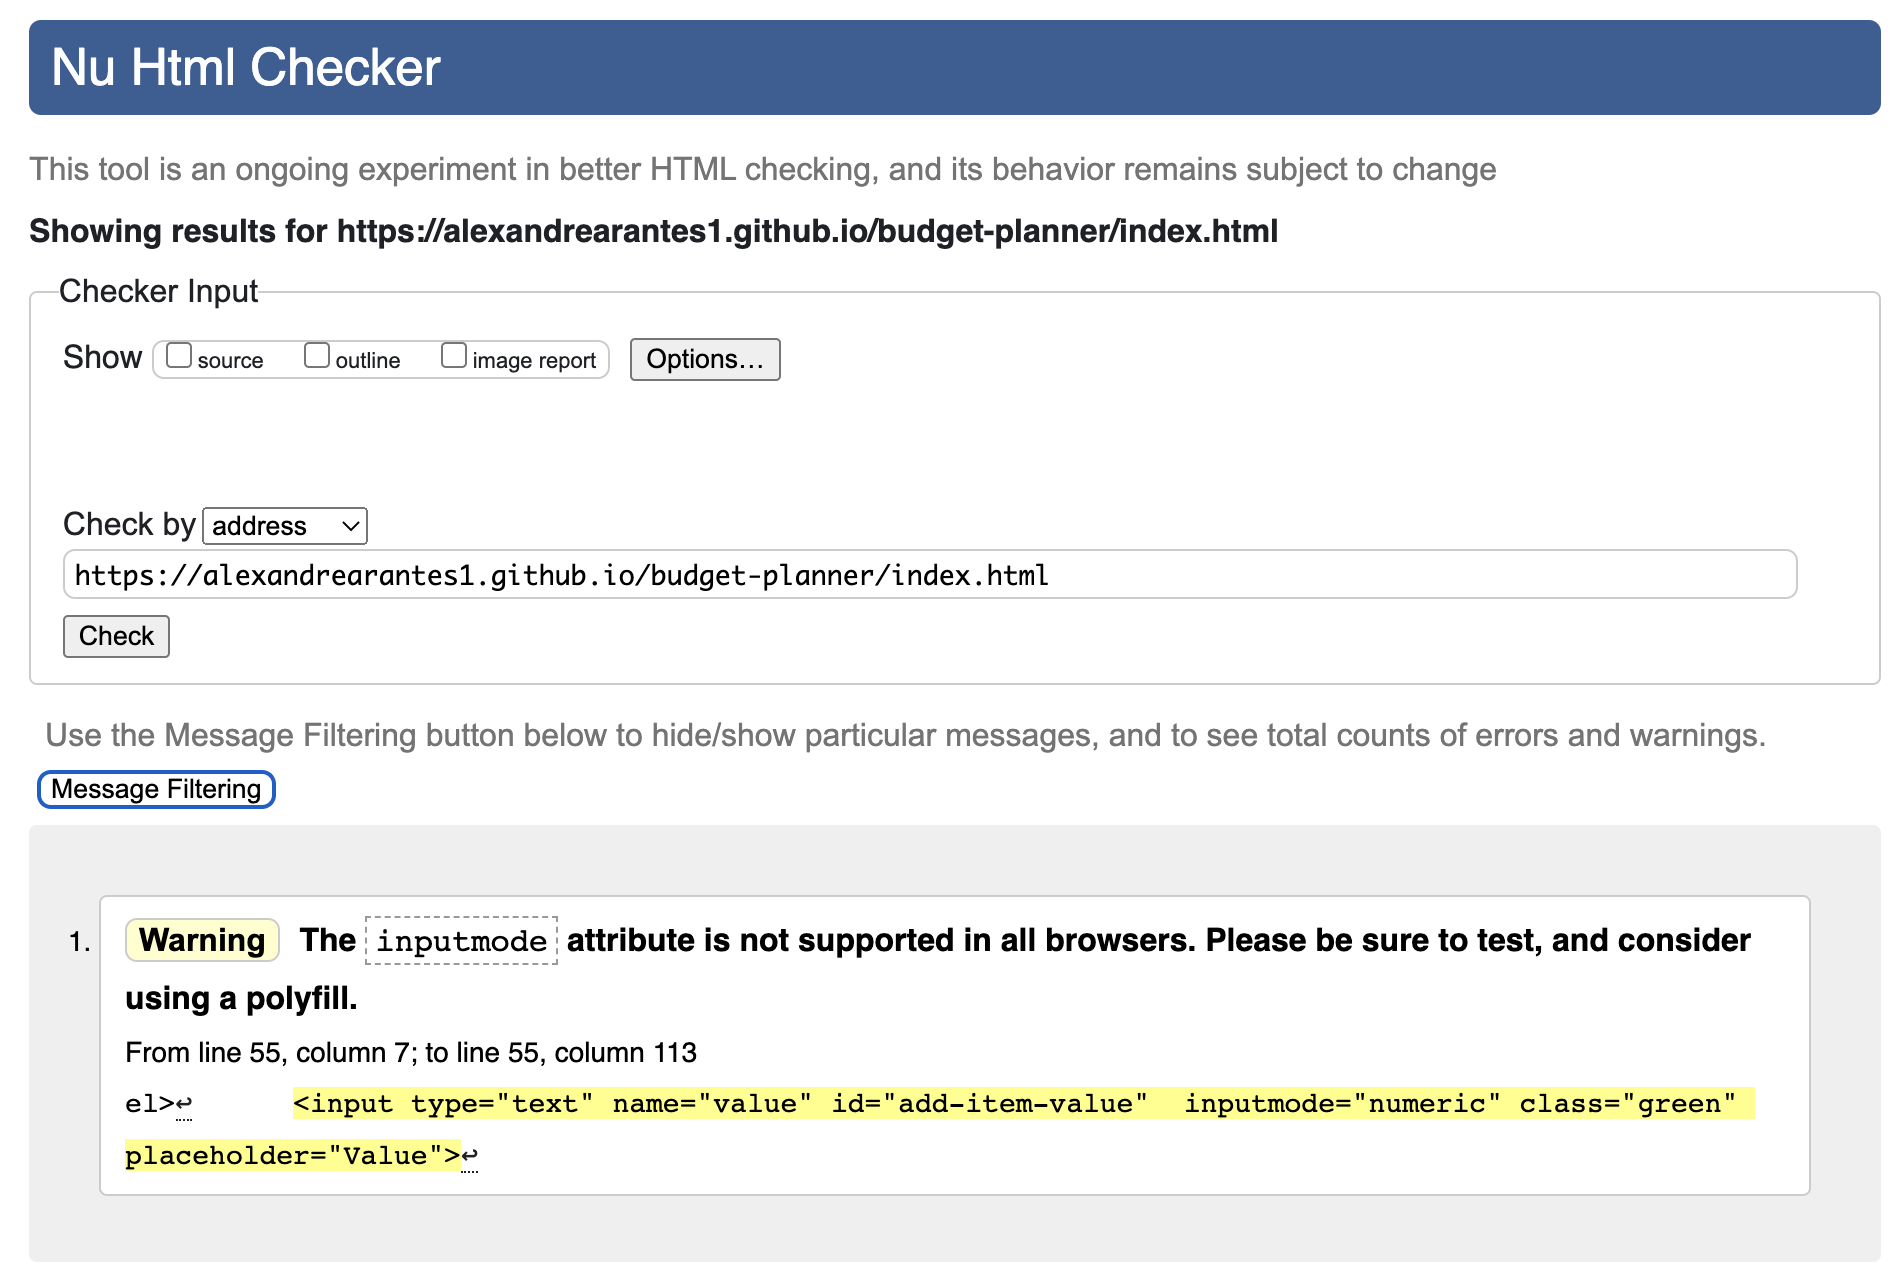 Nu Html Checker
This tool is an ongoing experiment in better HTML checking, and its behavior remains subject to change
Showing results for https://alexandrearantes1.github.io/budget-planner/index.html
Checker Input
Show source outline image report Options...
Check by address
https://alexandrearantes1.github.io/budget-planner/index.html
Check
Use the Message Filtering button below to hide/show particular messages, and to see total counts of errors and warnings.
Message Filtering
1. Warning The inputmode attribute is not supported in all browsers. Please be sure to test, and consider
using a polyfill.
From line 55, column 7; to line 55, column 113
el>↩ <input type="text" name="value" id="add-item-value"  inputmode="numeric" class="green"
placeholder="Value">↩